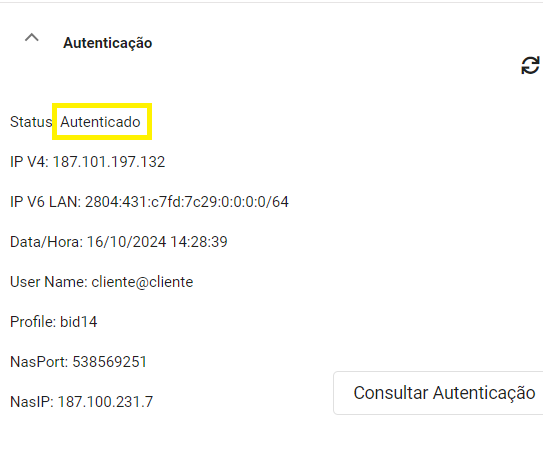 Autenticação
Status Autenticado
IP V4: 187.101.197.132
IP V6 LAN: 2804:431:c7fd:7c29:0:0:0:0/64
Data/Hora: 16/10/2024 14:28:39
User Name: cliente@cliente
Profile: bid14
NasPort: 538569251
NasIP: 187.100.231.7
Consultar Autenticação